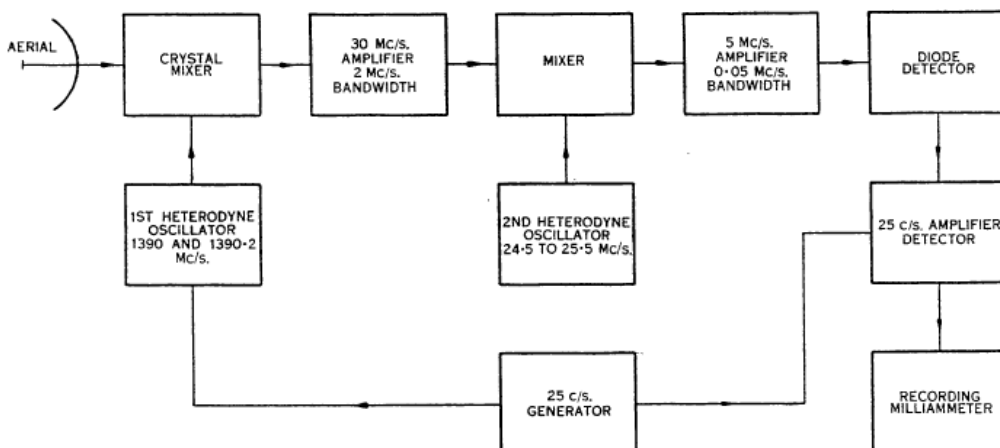 AERIAL
CRYSTAL
MIXER
30 Mc/s.
AMPLIFIER
2 Mc/s.
BANDWIDTH
MIXER
5 Mc/s.
AMPLIFIER
0·05 Mc/s.
BANDWIDTH
DIODE
DETECTOR
1ST HETERODYNE
OSCILLATOR
1390 AND 1390·2
Mc/s.
2ND HETERODYNE
OSCILLATOR
24·5 TO 25·5 Mc/s.
25 c/s. AMPLIFIER
DETECTOR
25 c/s.
GENERATOR
RECORDING
MILLIAMMETER